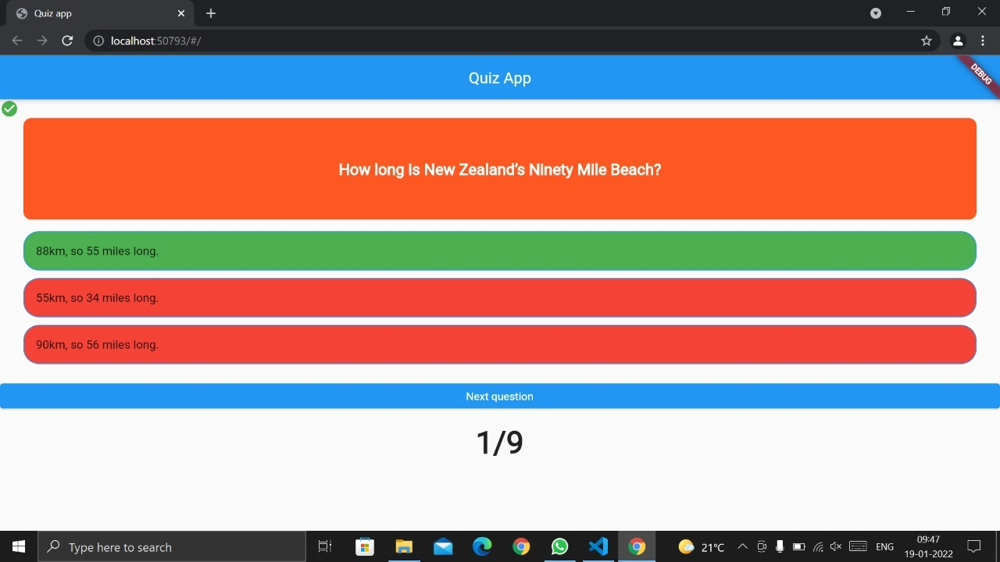 Quiz app
localhost:50793/#/
Quiz App
DEBUG
How long is New Zealand’s Ninety Mile Beach?
88km, so 55 miles long.
55km, so 34 miles long.
90km, so 56 miles long.
Next question
1/9
Type here to search
21°C
ENG
09:47
19-01-2022